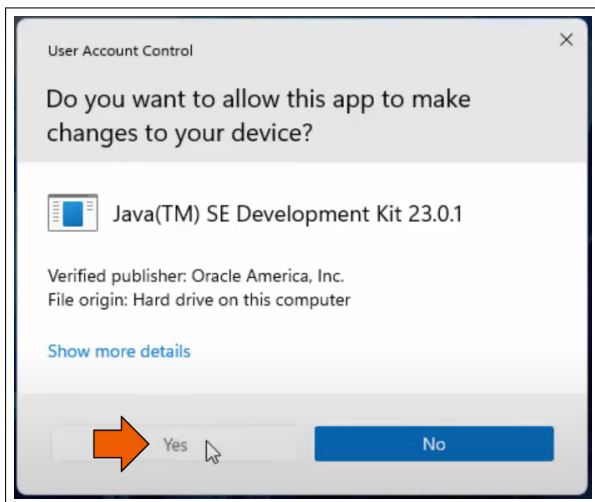 User Account Control
Do you want to allow this app to make
changes to your device?
Java(TM) SE Development Kit 23.0.1
Verified publisher: Oracle America, Inc.
File origin: Hard drive on this computer
Show more details
Yes
No